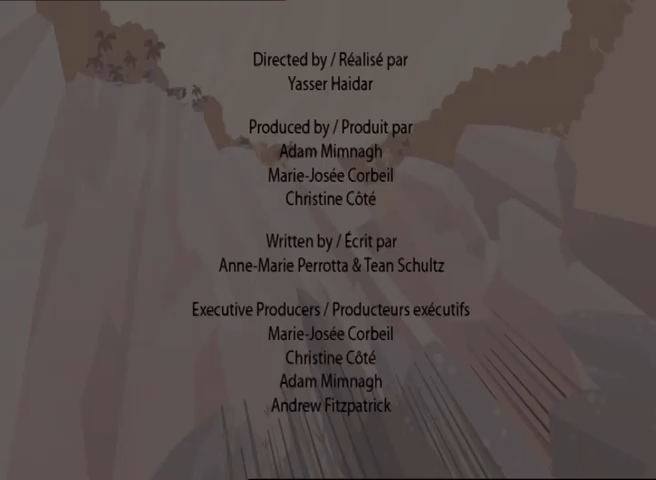 Directed by / Réalisé par
Yasser Haidar
Produced by / Produit par
Adam Mimnagh
Marie-Josée Corbeil
Christine Côté
Written by / Écrit par
Anne-Marie Perrotta & Tean Schultz
Executive Producers / Producteurs exécutifs
Marie-Josée Corbeil
Christine Côté
Adam Mimnagh
Andrew Fitzpatrick